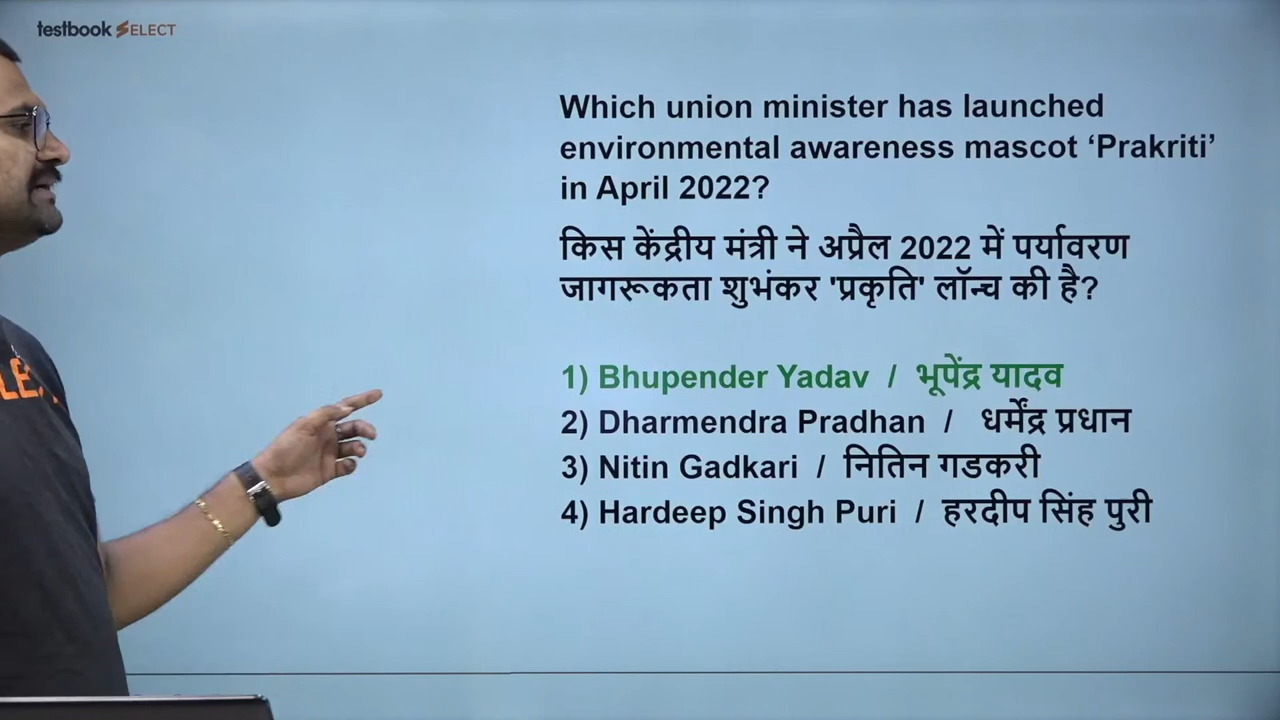 testbook SELECT
Which union minister has launched
environmental awareness mascot ‘Prakriti’
in April 2022?
किस केंद्रीय मंत्री ने अप्रैल 2022 में पर्यावरण
जागरूकता शुभंकर 'प्रकृति' लॉन्च की है?
1) Bhupender Yadav / भूपेंद्र यादव
2) Dharmendra Pradhan / धर्मेंद्र प्रधान
3) Nitin Gadkari / नितिन गडकरी
4) Hardeep Singh Puri / हरदीप सिंह पुरी